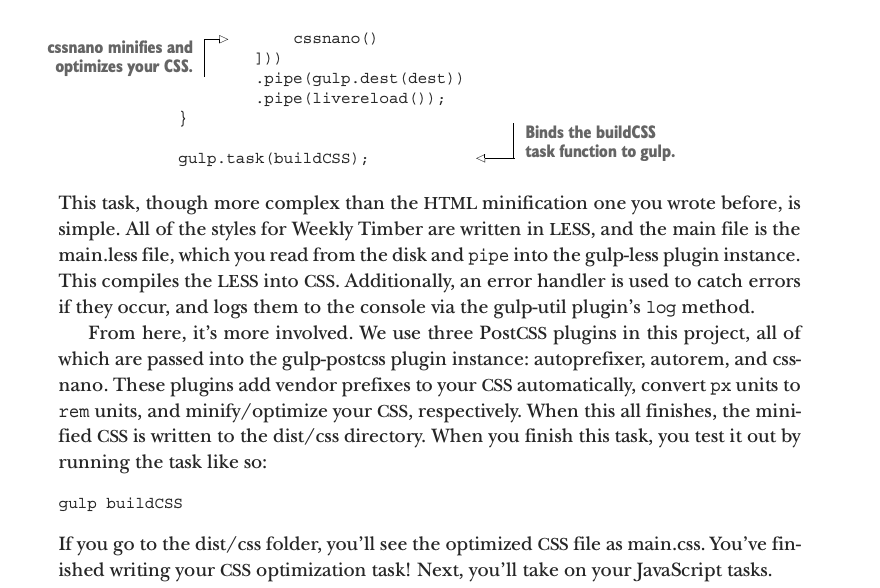 cssnano minifies and
optimizes your CSS.
cssnano()
]))
.pipe(gulp.dest(dest))
.pipe(livereload());
}
Binds the buildCSS
task function to gulp.
gulp.task(buildCSS);
This task, though more complex than the HTML minification one you wrote before, is
simple. All of the styles for Weekly Timber are written in LESS, and the main file is the
main.less file, which you read from the disk and pipe into the gulp-less plugin instance.
This compiles the LESS into CSS. Additionally, an error handler is used to catch errors
if they occur, and logs them to the console via the gulp-util plugin’s log method.
From here, it’s more involved. We use three PostCSS plugins in this project, all of
which are passed into the gulp-postcss plugin instance: autoprefixer, autorem, and css-
nano. These plugins add vendor prefixes to your CSS automatically, convert px units to
rem units, and minify/optimize your CSS, respectively. When this all finishes, the mini-
fied CSS is written to the dist/css directory. When you finish this task, you test it out by
running the task like so:
gulp buildCSS
If you go to the dist/css folder, you’ll see the optimized CSS file as main.css. You’ve fin-
ished writing your CSS optimization task! Next, you’ll take on your JavaScript tasks.